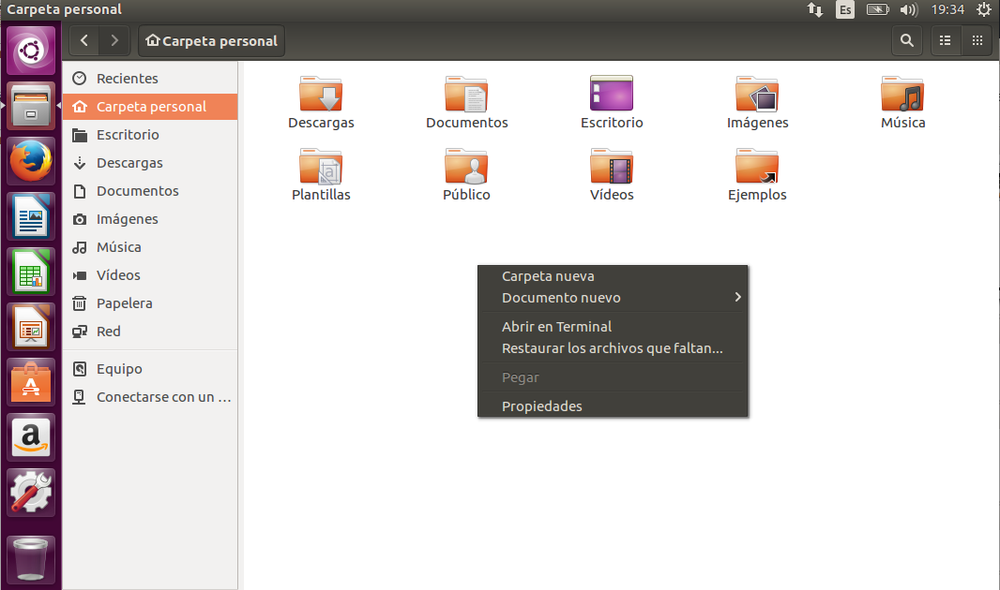 Carpeta personal
Es
19:34
Carpeta personal
Recientes
Carpeta personal
Escritorio
Descargas
Documentos
Imágenes
Música
Vídeos
Papelera
Red
Equipo
Conectarse con un ...
Descargas
Documentos
Escritorio
Imágenes
Música
Plantillas
Público
Vídeos
Ejemplos
Carpeta nueva
Documento nuevo
Abrir en Terminal
Restaurar los archivos que faltan...
Pegar
Propiedades